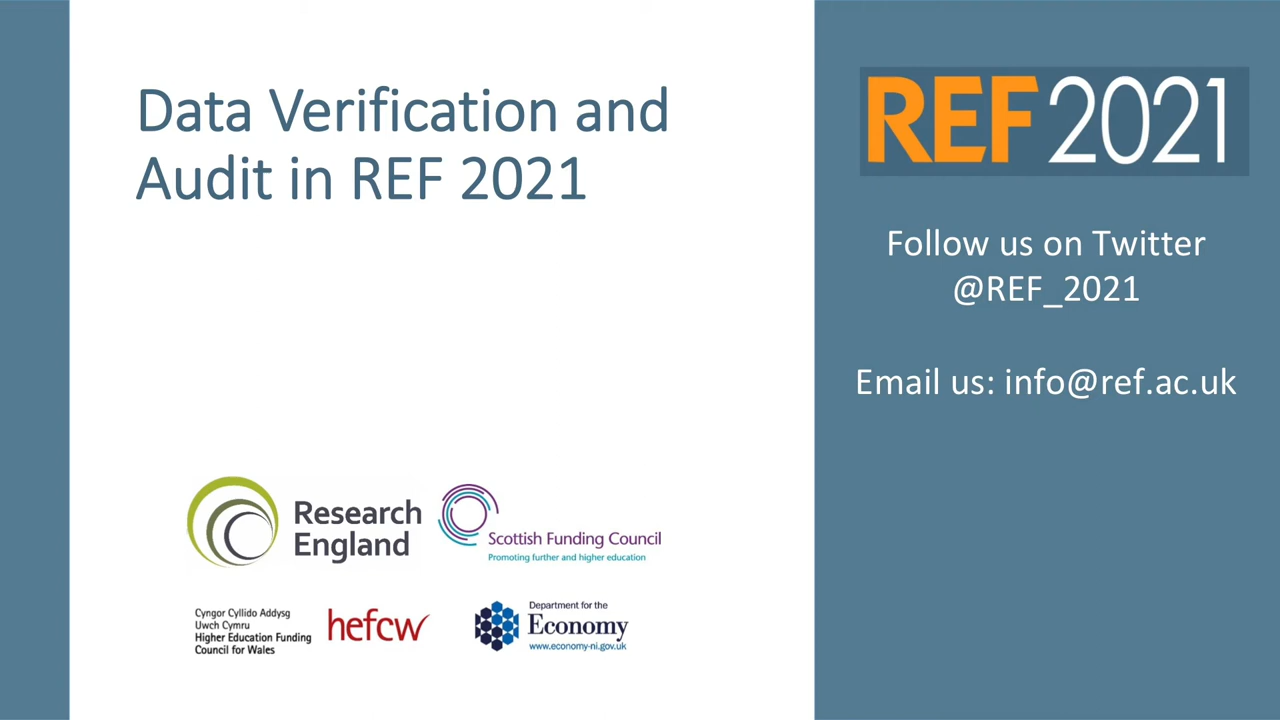 Data Verification and
Audit in REF 2021
REF2021
Follow us on Twitter
@REF_2021
Email us: info@ref.ac.uk
Research
England
Scottish Funding Council
Promoting further and higher education
Cyngor Cyllido Addysg
Uwch Cymru
Higher Education Funding
Council for Wales
hefcw
Department for the
Economy
www.economy-ni.gov.uk